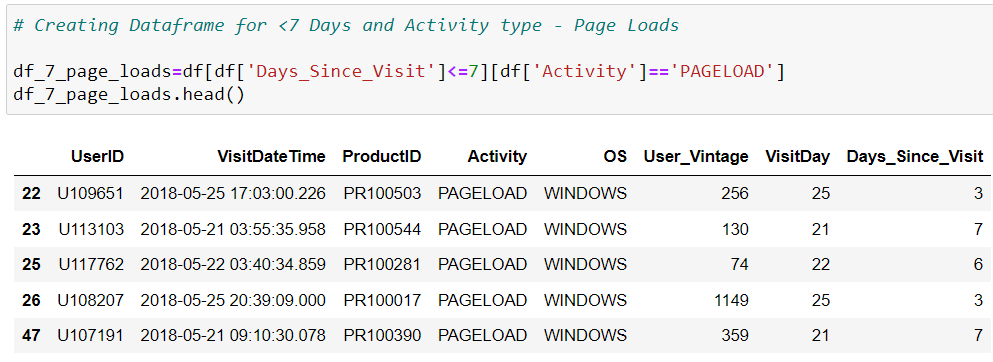 # Creating Dataframe for <7 Days and Activity type - Page Loads
df_7_page_loads=df[df['Days_Since_Visit']<=7][df['Activity']=='PAGELOAD']
df_7_page_loads.head()
UserID VisitDateTime ProductID Activity OS User_Vintage VisitDay Days_Since_Visit
22 U109651 2018-05-25 17:03:00.226 PR100503 PAGELOAD WINDOWS 256 25 3
23 U113103 2018-05-21 03:55:35.958 PR100544 PAGELOAD WINDOWS 130 21 7
25 U117762 2018-05-22 03:40:34.859 PR100281 PAGELOAD WINDOWS 74 22 6
26 U108207 2018-05-25 20:39:09.000 PR100017 PAGELOAD WINDOWS 1149 25 3
47 U107191 2018-05-21 09:10:30.078 PR100390 PAGELOAD WINDOWS 359 21 7